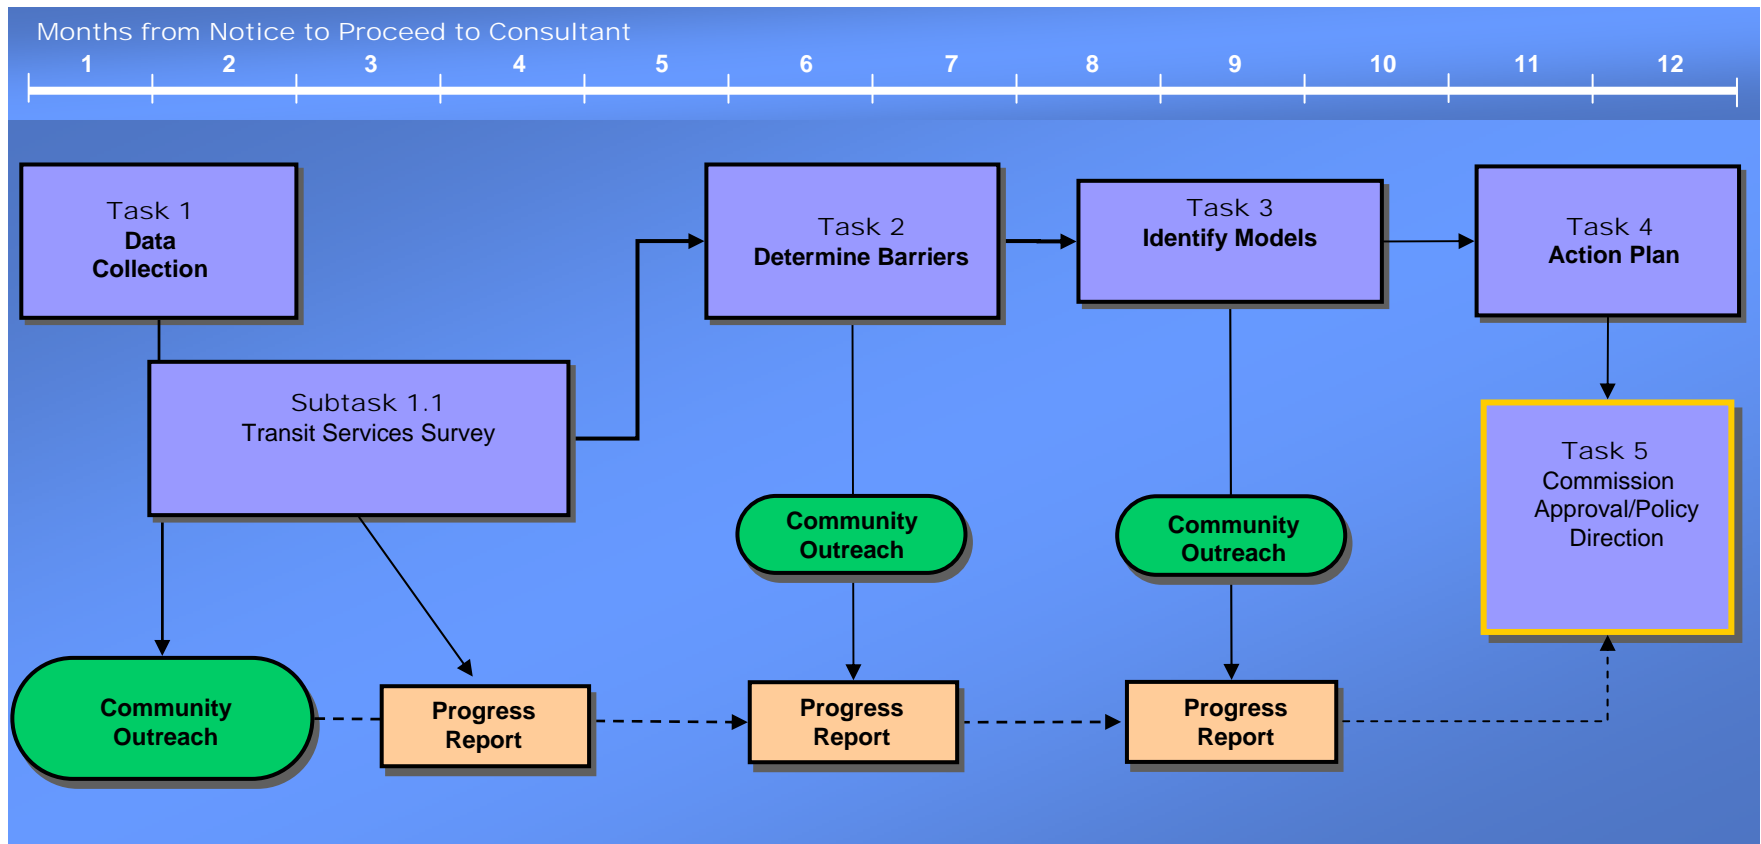 Months from Notice to Proceed to Consultant
1 2 3 4 5 6 7 8 9 10 11 12
Task 1
Data
Collection
Subtask 1.1
Transit Services Survey
Task 2
Determine Barriers
Task 3
Identify Models
Task 4
Action Plan
Task 5
Commission
Approval/Policy
Direction
Community
Outreach
Community
Outreach
Community
Outreach
Progress
Report
Progress
Report
Progress
Report